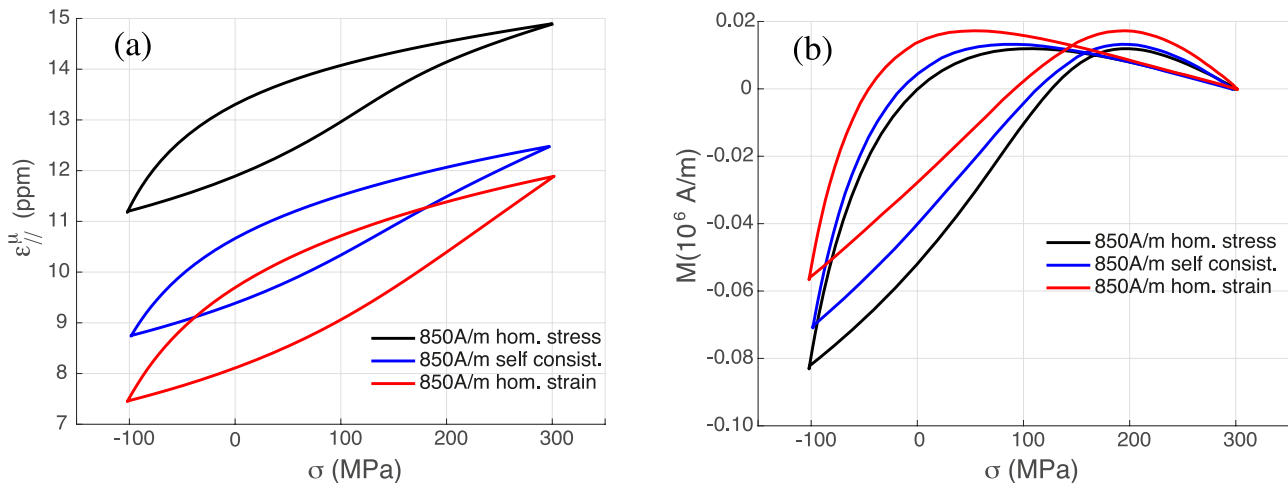 (a)
15
14
13
12
11
10
9
8
7
ε^μ_// (ppm)
850A/m hom. stress
850A/m self consist.
850A/m hom. strain
-100 0 100 200 300
σ (MPa)
(b)
0.02
0
-0.02
-0.04
-0.06
-0.08
-0.10
M(10^6 A/m)
850A/m hom. stress
850A/m self consist.
850A/m hom. strain
-100 0 100 200 300
σ (MPa)